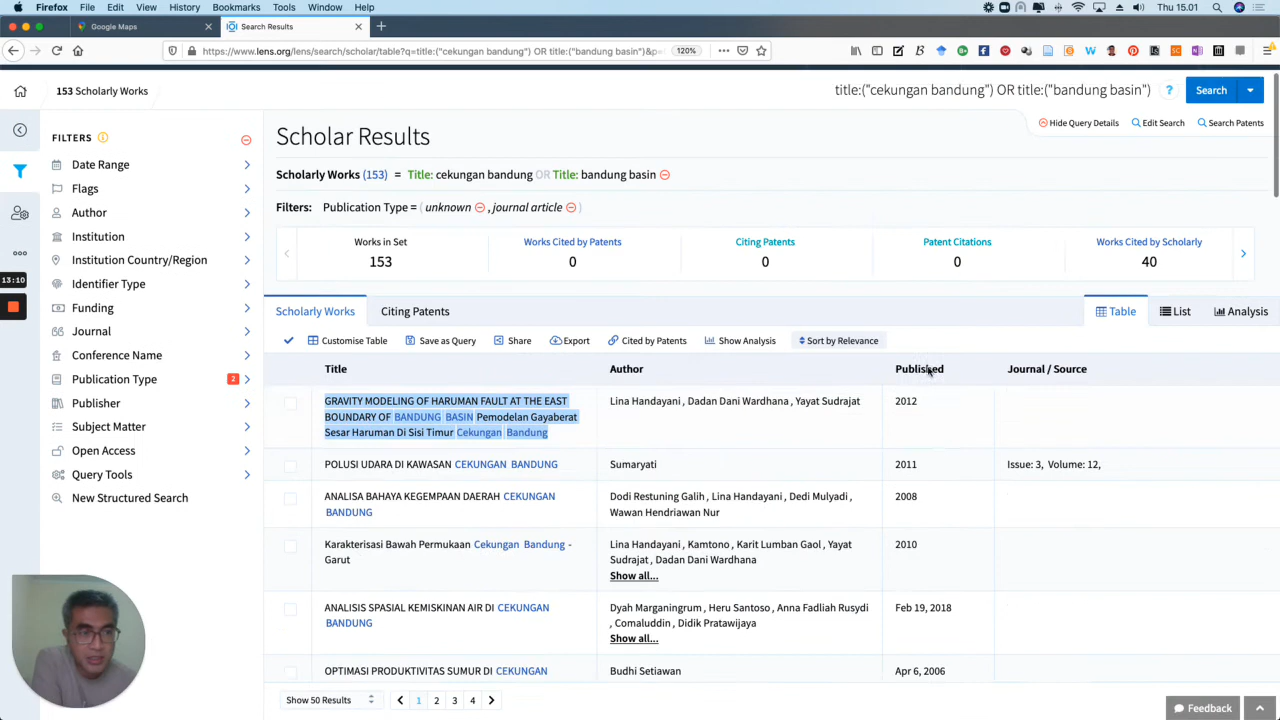 Firefox File Edit View History Bookmarks Tools Window Help
Thu 15.01
Google Maps
Search Results
https://www.lens.org/lens/search/scholar/table?q=title:("cekungan bandung") OR title:("bandung basin")&p
120%
153 Scholarly Works
title:("cekungan bandung") OR title:("bandung basin")
?
Search
Hide Query Details
Edit Search
Search Patents
FILTERS
Date Range
Flags
Author
Institution
Institution Country/Region
Identifier Type
Funding
Journal
Conference Name
Publication Type 2
Publisher
Subject Matter
Open Access
Query Tools
New Structured Search
13:10
Scholar Results
Scholarly Works (153) = Title: cekungan bandung OR Title: bandung basin
Filters: Publication Type = ( unknown , journal article )
Works in Set
153
Works Cited by Patents
0
Citing Patents
0
Patent Citations
0
Works Cited by Scholarly
40
Scholarly Works
Citing Patents
Table
List
Analysis
Customise Table
Save as Query
Share
Export
Cited by Patents
Show Analysis
Sort by Relevance
Title Author Published Journal / Source
GRAVITY MODELING OF HARUMAN FAULT AT THE EAST
BOUNDARY OF BANDUNG BASIN Pemodelan Gayaberat
Sesar Haruman Di Sisi Timur Cekungan Bandung
Lina Handayani , Dadan Dani Wardhana , Yayat Sudrajat
2012
POLUSI UDARA DI KAWASAN CEKUNGAN BANDUNG
Sumaryati
2011
Issue: 3, Volume: 12,
ANALISA BAHAYA KEGEMPAAN DAERAH CEKUNGAN
BANDUNG
Dodi Restuning Galih , Lina Handayani , Dedi Mulyadi ,
Wawan Hendriawan Nur
2008
Karakterisasi Bawah Permukaan Cekungan Bandung -
Garut
Lina Handayani , Kamtono , Karit Lumban Gaol , Yayat
Sudrajat , Dadan Dani Wardhana
Show all...
2010
ANALISIS SPASIAL KEMISKINAN AIR DI CEKUNGAN
BANDUNG
Dyah Marganingrum , Heru Santoso , Anna Fadliah Rusydi
, Comaluddin , Didik Pratawijaya
Show all...
Feb 19, 2018
OPTIMASI PRODUKTIVITAS SUMUR DI CEKUNGAN
Budhi Setiawan
Apr 6, 2006
Show 50 Results
1 2 3 4
Feedback